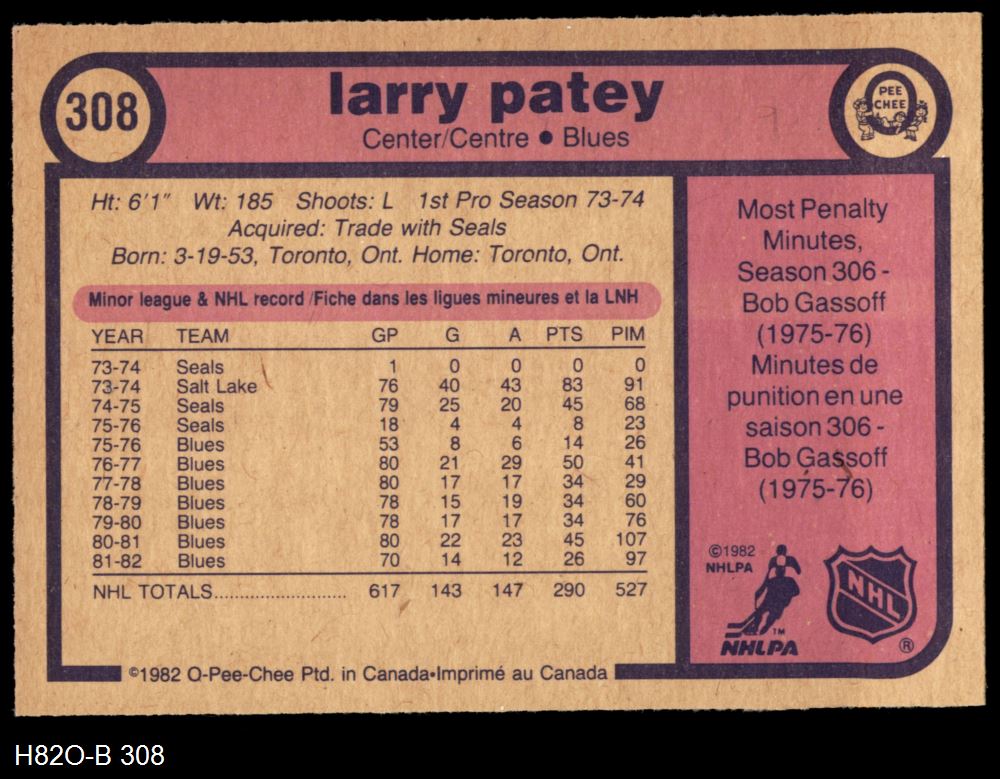 308
larry patey
Center/Centre • Blues
PEE
CHEE
Ht: 6'1" Wt: 185 Shoots: L 1st Pro Season 73-74
Acquired: Trade with Seals
Born: 3-19-53, Toronto, Ont. Home: Toronto, Ont.
Minor league & NHL record/Fiche dans les ligues mineures et la LNH
YEAR TEAM GP G A PTS PIM
73-74 Seals 1 0 0 0 0
73-74 Salt Lake 76 40 43 83 91
74-75 Seals 79 25 20 45 68
75-76 Seals 18 4 4 8 23
75-76 Blues 53 8 6 14 26
76-77 Blues 80 21 29 50 41
77-78 Blues 80 17 17 34 29
78-79 Blues 78 15 19 34 60
79-80 Blues 78 17 17 34 76
80-81 Blues 80 22 23 45 107
81-82 Blues 70 14 12 26 97
NHL TOTALS........................... 617 143 147 290 527
©1982 O-Pee-Chee Ptd. in Canada•Imprimé au Canada
Most Penalty
Minutes,
Season 306 -
Bob Gassoff
(1975-76)
Minutes de
punition en une
saison 306 -
Bob Gassoff
(1975-76)
©1982
NHLPA
TM
NHLPA
NHL
®
H82O-B 308